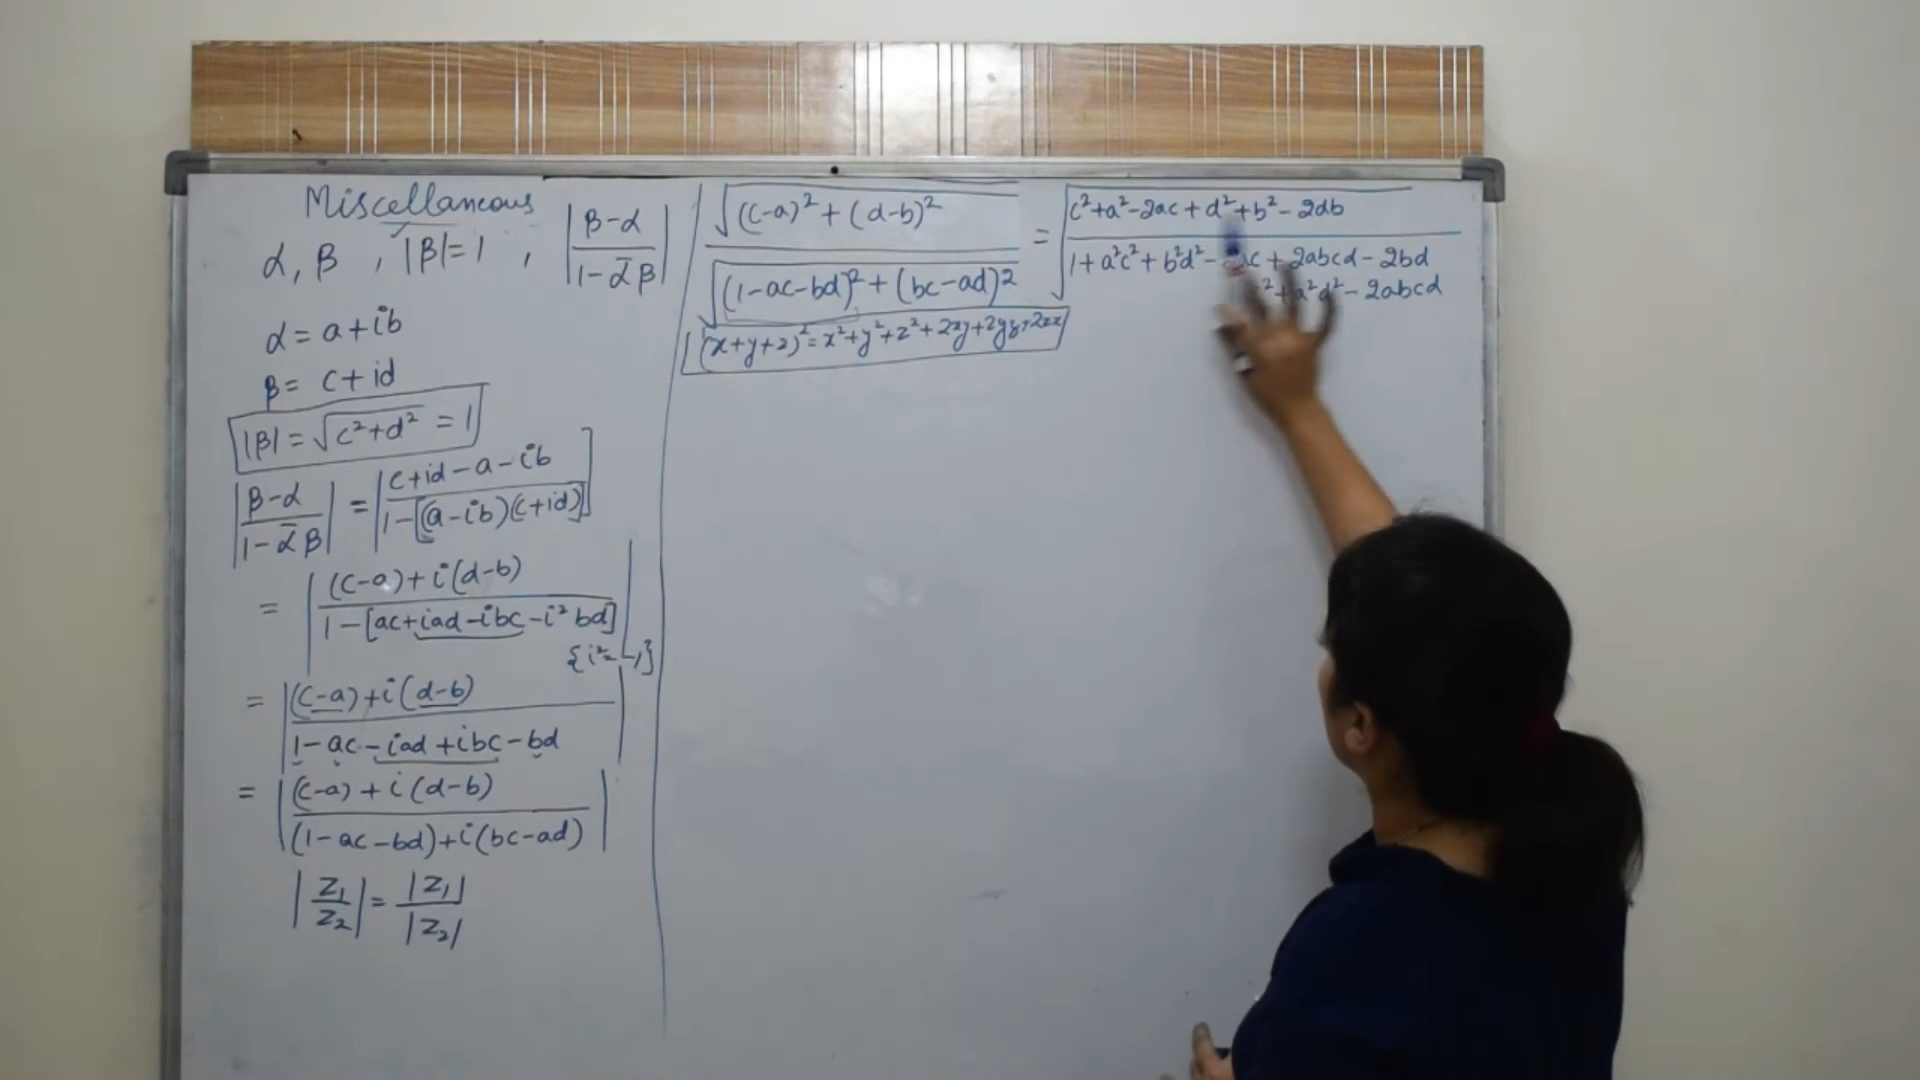 Miscellaneous
α, β , |β|=1 , |β-α / 1-ᾱβ|
α = a+ib
β = c+id
|β| = √c²+d² = 1
|β-α / 1-ᾱβ| = |c+id-a-ib / 1-[(a-ib)(c+id)]|
= |(c-a)+i(d-b) / 1-[ac+iad-ibc-i²bd]|
{i²=-1}
= |(c-a)+i(d-b) / 1-ac-iad+ibc-bd|
= |(c-a)+i(d-b) / (1-ac-bd)+i(bc-ad)|
|z₁/z₂| = |z₁|/|z₂|
√(c-a)²+(d-b)² / √(1-ac-bd)²+(bc-ad)² = √c²+a²-2ac+d²+b²-2db / 1+a²c²+b²d²-2ac+2abcd-2bd
c²+a²d²-2abcd
(x+y+z)²=x²+y²+z²+2xy+2yz+2zx